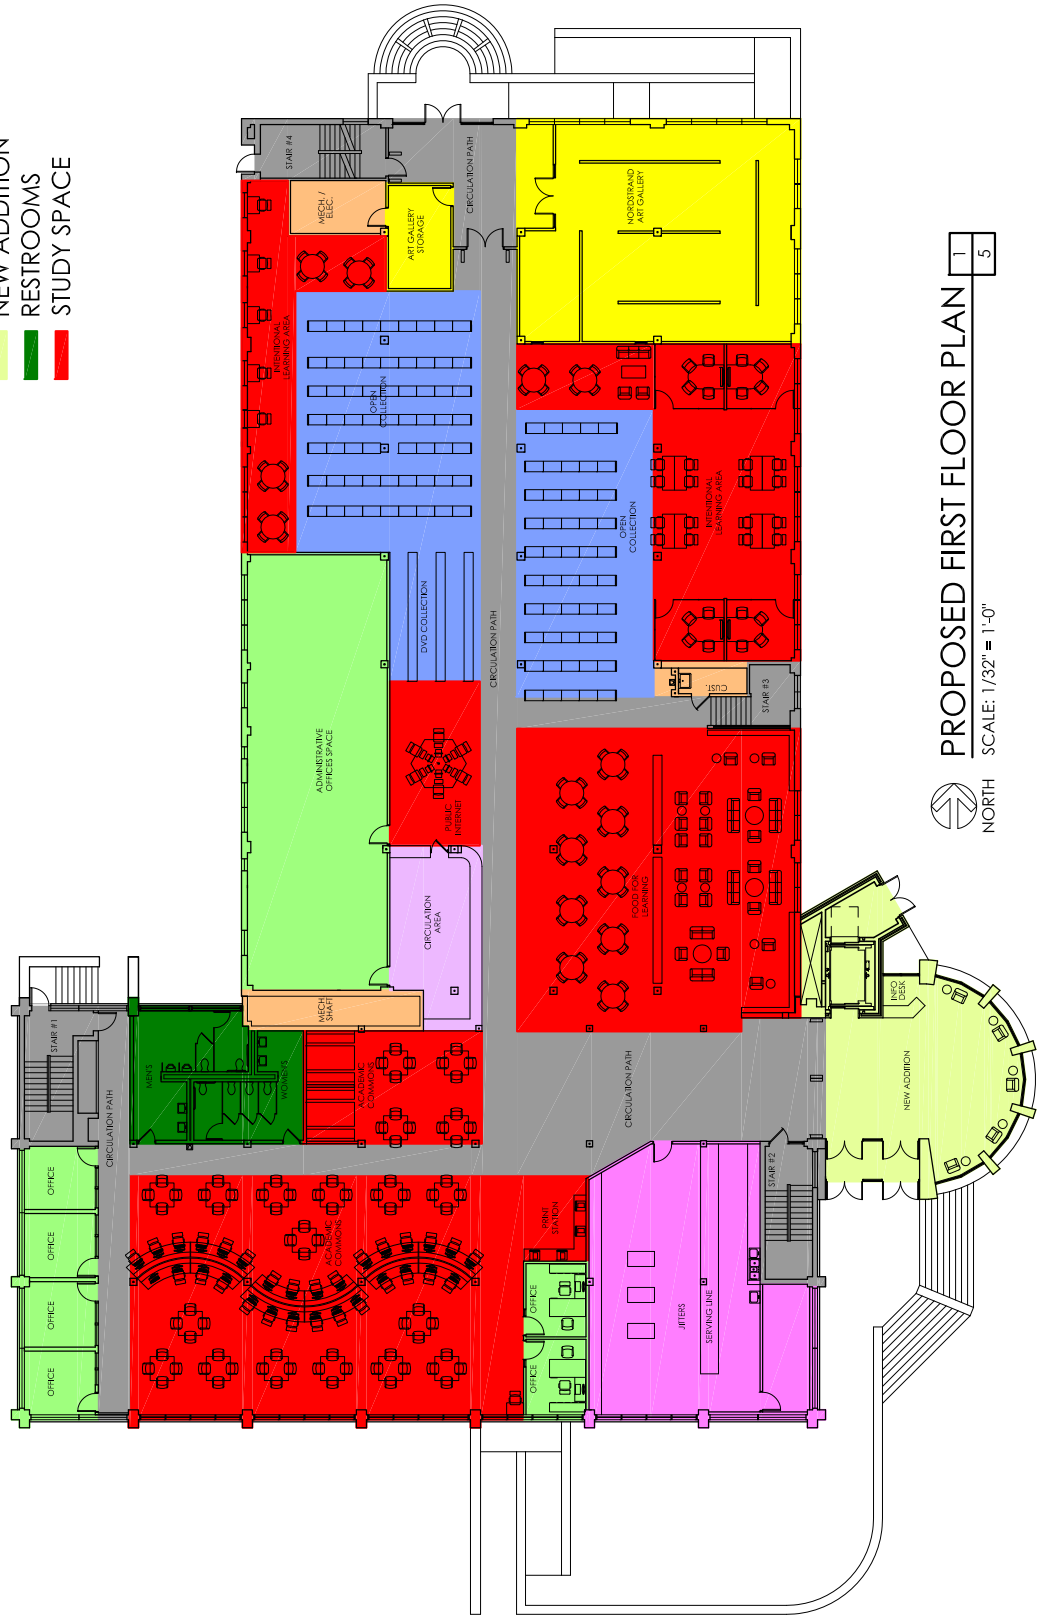 NEW ADDITION
RESTROOMS
STUDY SPACE
STAIR #4
MECH./
ELEC.
ART GALLERY
STORAGE
CIRCULATION PATH
NORDSTRAND
ART GALLERY
INTENTIONAL
LEARNING AREA
OPEN
COLLECTION
OPEN
COLLECTION
INTENTIONAL
LEARNING AREA
DVD COLLECTION
CIRCULATION PATH
CUST.
STAIR #3
ADMINISTRATIVE
OFFICES SPACE
PUBLIC
INTERNET
CIRCULATION
AREA
FOOD FOR
LEARNING
MECH.
SHAFT
STAIR #1
CIRCULATION PATH
MEN'S
WOMEN'S
ACADEMIC
COMMONS
CIRCULATION PATH
INFO
DESK
NEW ADDITION
OFFICE
OFFICE
OFFICE
OFFICE
ACADEMIC
COMMONS
PRINT
STATION
OFFICE
OFFICE
JITTERS
SERVING LINE
STAIR #2
PROPOSED FIRST FLOOR PLAN
1
5
NORTH
SCALE: 1/32" = 1'-0"